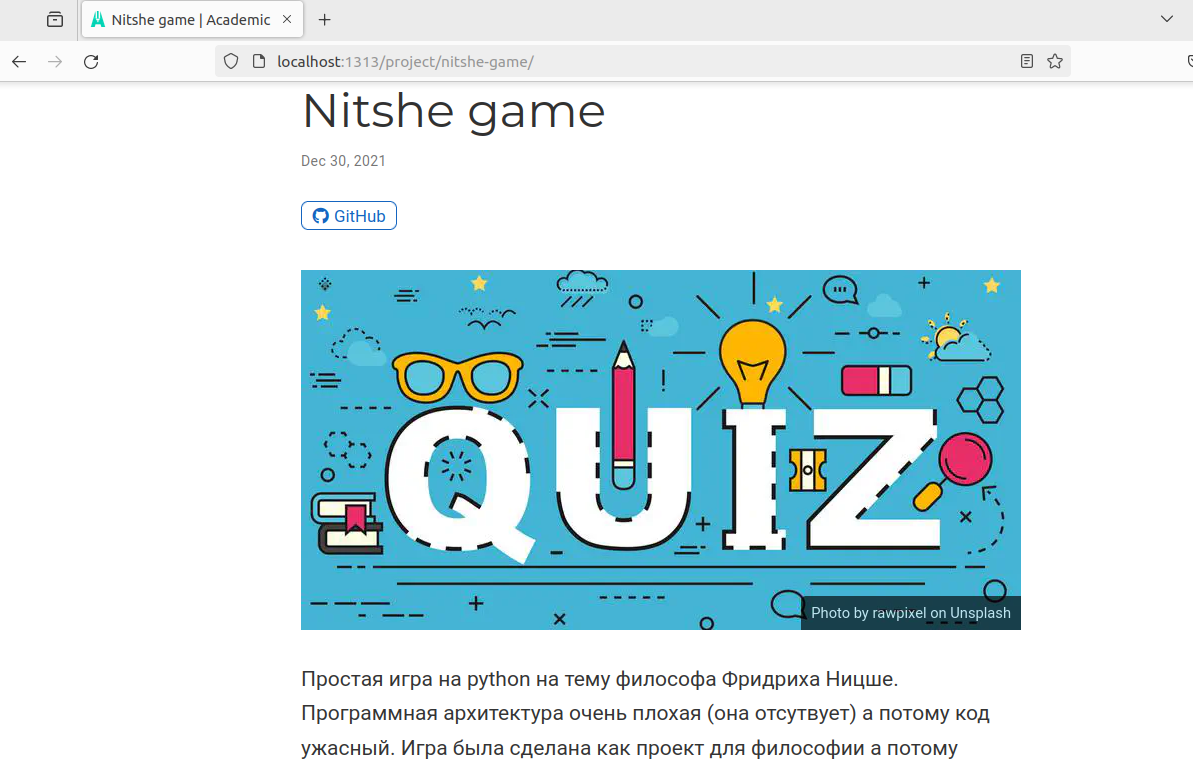 Nitshe game | Academic
localhost:1313/project/nitshe-game/
Nitshe game
Dec 30, 2021
GitHub
QUIZ
Photo by rawpixel on Unsplash
Простая игра на python на тему философа Фридриха Ницше.
Программная архитектура очень плохая (она отсутвует) а потому код
ужасный. Игра была сделана как проект для философии а потому